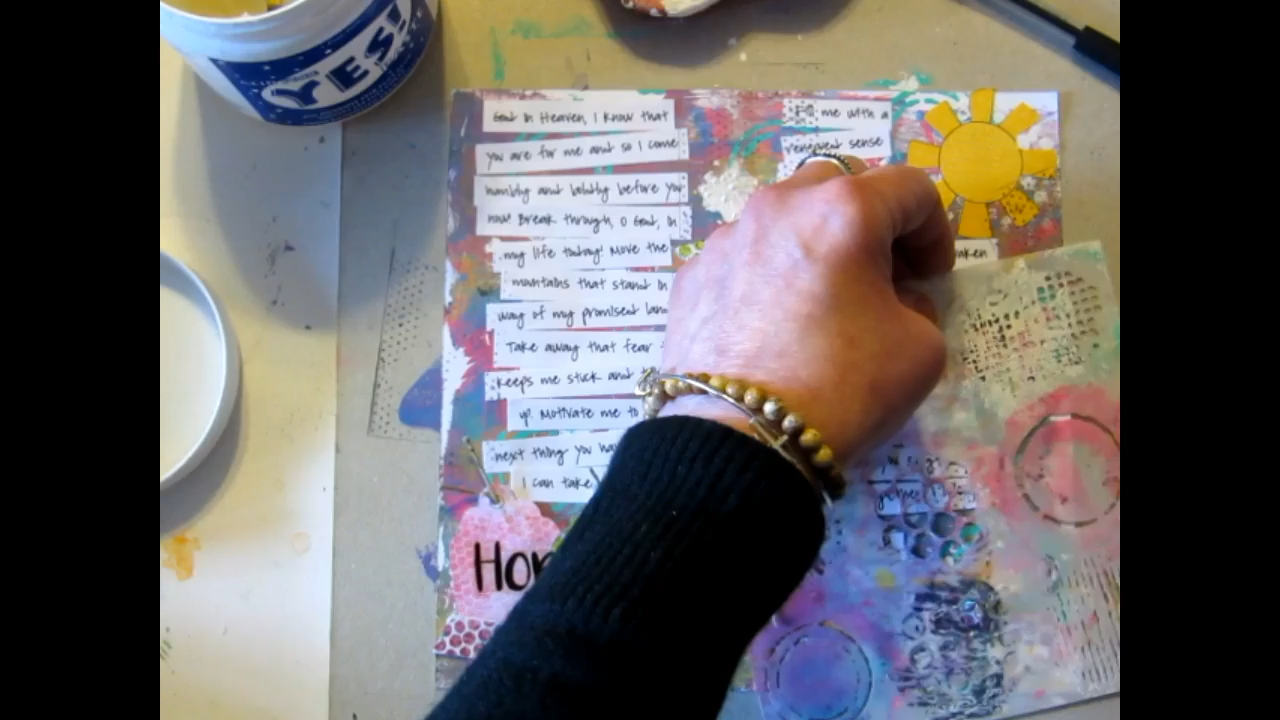 YES!
God in Heaven, I know that
you are for me and so I come
humbly and boldly before you
now! Break through, O God, in
my life today! Move the
mountains that stand in
way of my promised lan
Take away that fear
keeps me stuck and
up. Motivate me to
next thing you ha
I can take
Hop
me with a
renewed sense
aken